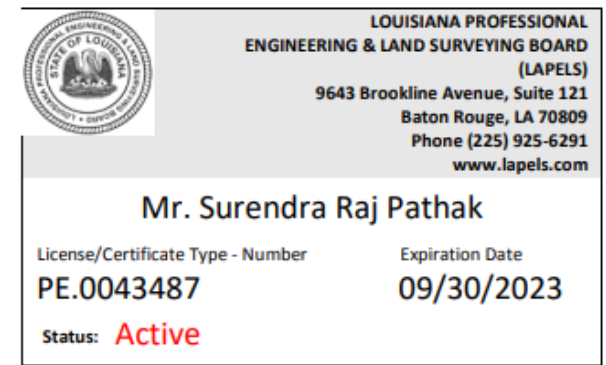 LOUISIANA PROFESSIONAL
ENGINEERING & LAND SURVEYING BOARD
(LAPELS)
9643 Brookline Avenue, Suite 121
Baton Rouge, LA 70809
Phone (225) 925-6291
www.lapels.com
STATE OF LOUISIANA
Mr. Surendra Raj Pathak
License/Certificate Type - Number
Expiration Date
PE.0043487
09/30/2023
Status: Active